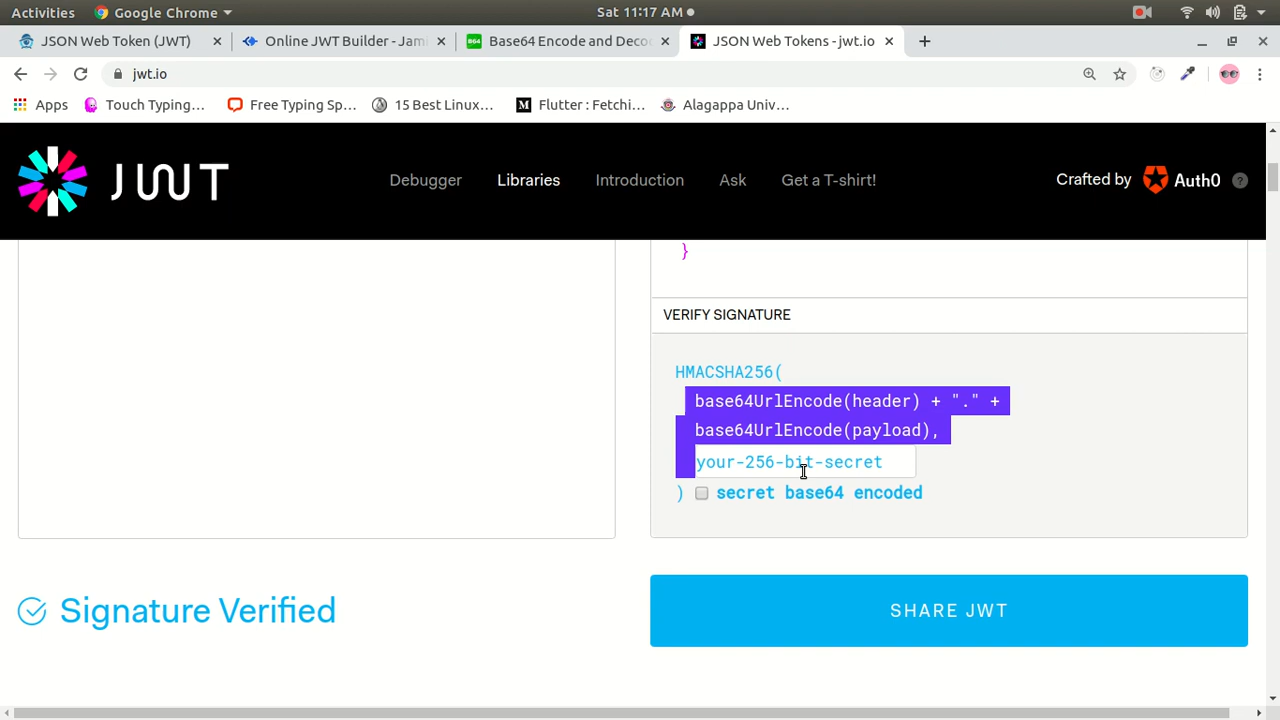 Activities Google Chrome Sat 11:17 AM
JSON Web Token (JWT) Online JWT Builder - Jami Base64 Encode and Deco JSON Web Tokens - jwt.io
jwt.io
Apps Touch Typing... Free Typing Sp... 15 Best Linux... M Flutter : Fetchi... Alagappa Univ...
JWT Debugger Libraries Introduction Ask Get a T-shirt! Crafted by Auth0 ?
}
VERIFY SIGNATURE
HMACSHA256(
base64UrlEncode(header) + "." +
base64UrlEncode(payload),
your-256-bit-secret
) secret base64 encoded
Signature Verified SHARE JWT